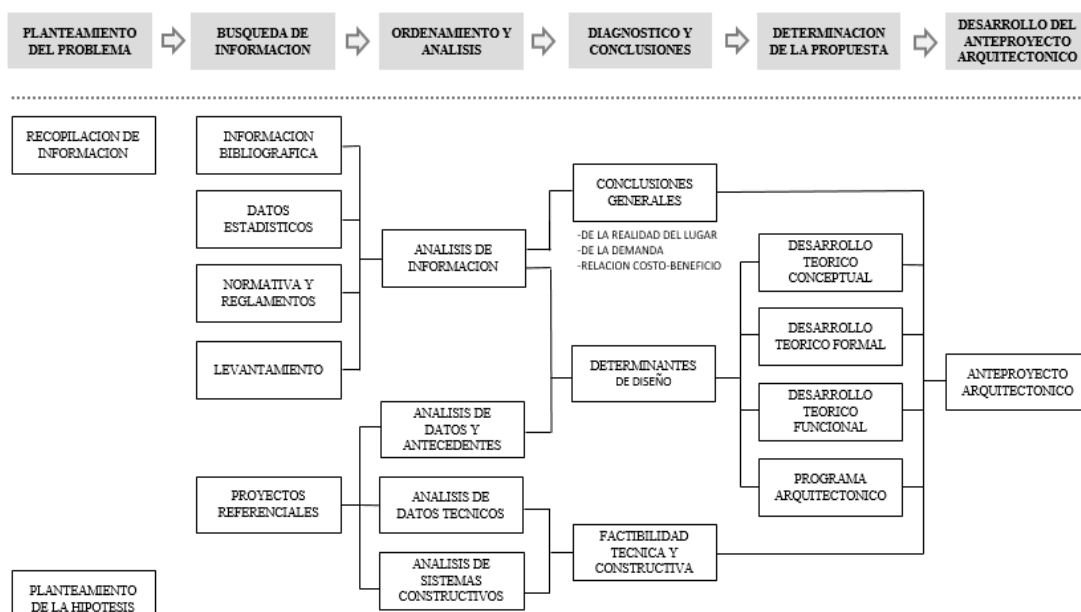 PLANTEAMIENTO
DEL PROBLEMA
BUSQUEDA DE
INFORMACION
ORDENAMIENTO Y
ANALISIS
DIAGNOSTICO Y
CONCLUSIONES
DETERMINACION
DE LA PROPUESTA
DESARROLLO DEL
ANTEPROYECTO
ARQUITECTONICO
RECOPILACION DE
INFORMACION
INFORMACION
BIBLIOGRAFICA
DATOS
ESTADISTICOS
NORMATIVA Y
REGLAMENTOS
LEVANTAMIENTO
PROYECTOS
REFERENCIALES
ANALISIS DE
INFORMACION
ANALISIS DE
DATOS Y
ANTECEDENTES
ANALISIS DE
DATOS TECNICOS
ANALISIS DE
SISTEMAS
CONSTRUCTIVOS
CONCLUSIONES
GENERALES
-DE LA REALIDAD DEL LUGAR
-DE LA DEMANDA
-RELACION COSTO-BENEFICIO
DETERMINANTES
DE DISEÑO
FACTIBILIDAD
TECNICA Y
CONSTRUCTIVA
DESARROLLO
TEORICO
CONCEPTUAL
DESARROLLO
TEORICO FORMAL
DESARROLLO
TEORICO
FUNCIONAL
PROGRAMA
ARQUITECTONICO
ANTEPROYECTO
ARQUITECTONICO
PLANTEAMIENTO
DE LA HIPOTESIS